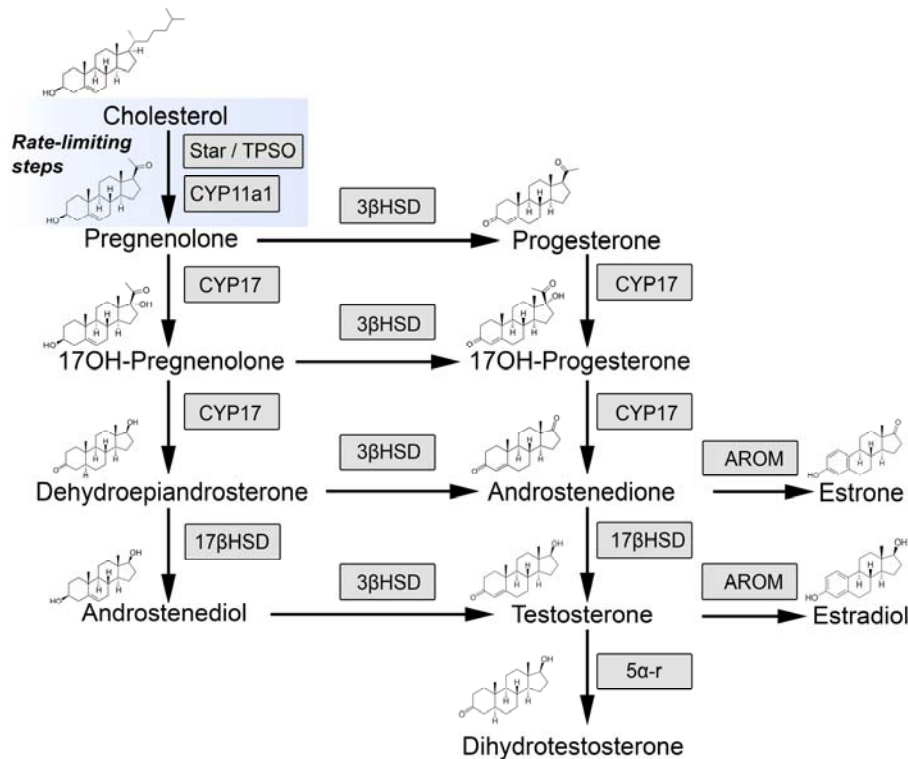 Cholesterol
Rate-limiting
steps
Star / TPSO
CYP11a1
3βHSD
Pregnenolone
Progesterone
CYP17
CYP17
3βHSD
17OH-Pregnenolone
17OH-Progesterone
CYP17
CYP17
3βHSD
AROM
Dehydroepiandrosterone
Androstenedione
Estrone
17βHSD
17βHSD
3βHSD
AROM
Androstenediol
Testosterone
Estradiol
5α-r
Dihydrotestosterone